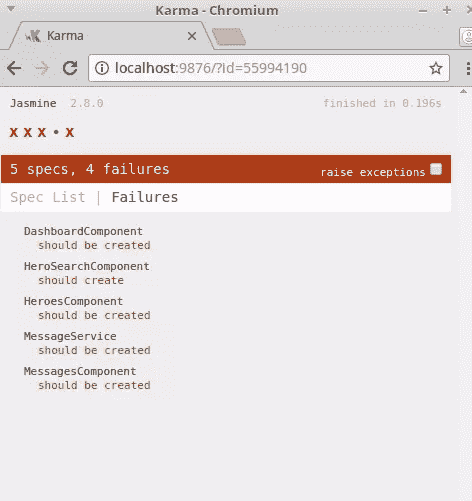 Karma - Chromium
Karma
localhost:9876/?id=55994190
Jasmine 2.8.0 finished in 0.196s
x x x • x
5 specs, 4 failures raise exceptions
Spec List | Failures
DashboardComponent
should be created
HeroSearchComponent
should create
HeroesComponent
should be created
MessageService
should be created
MessagesComponent
should be created